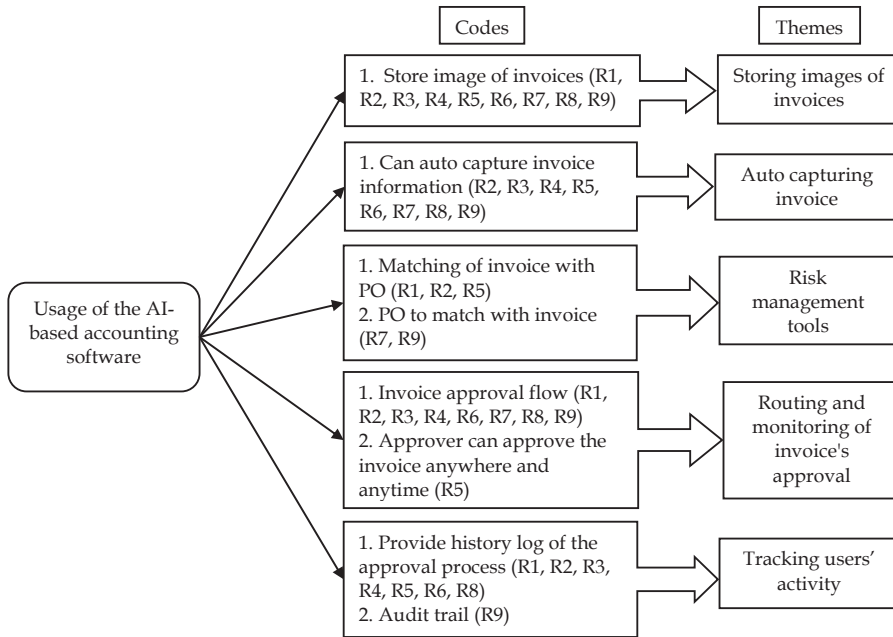 Codes
Themes
1. Store image of invoices (R1,
R2, R3, R4, R5, R6, R7, R8, R9)
Storing images of
invoices
1. Can auto capture invoice
information (R2, R3, R4, R5,
R6, R7, R8, R9)
Auto capturing
invoice
Usage of the AI-
based accounting
software
1. Matching of invoice with
PO (R1, R2, R5)
2. PO to match with invoice
(R7, R9)
Risk
management
tools
1. Invoice approval flow (R1,
R2, R3, R4, R6, R7, R8, R9)
2. Approver can approve the
invoice anywhere and
anytime (R5)
Routing and
monitoring of
invoice's
approval
1. Provide history log of the
approval process (R1, R2, R3,
R4, R5, R6, R8)
2. Audit trail (R9)
Tracking users’
activity